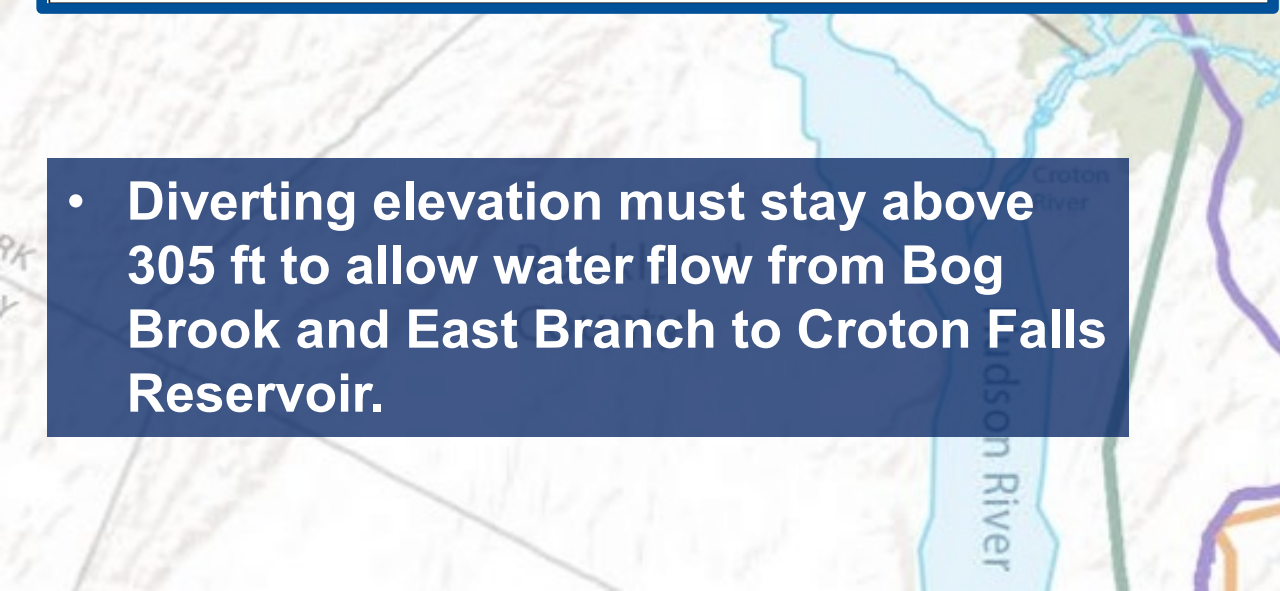 Croton
River
• Diverting elevation must stay above
305 ft to allow water flow from Bog
Brook and East Branch to Croton Falls
Reservoir.
Hudson River